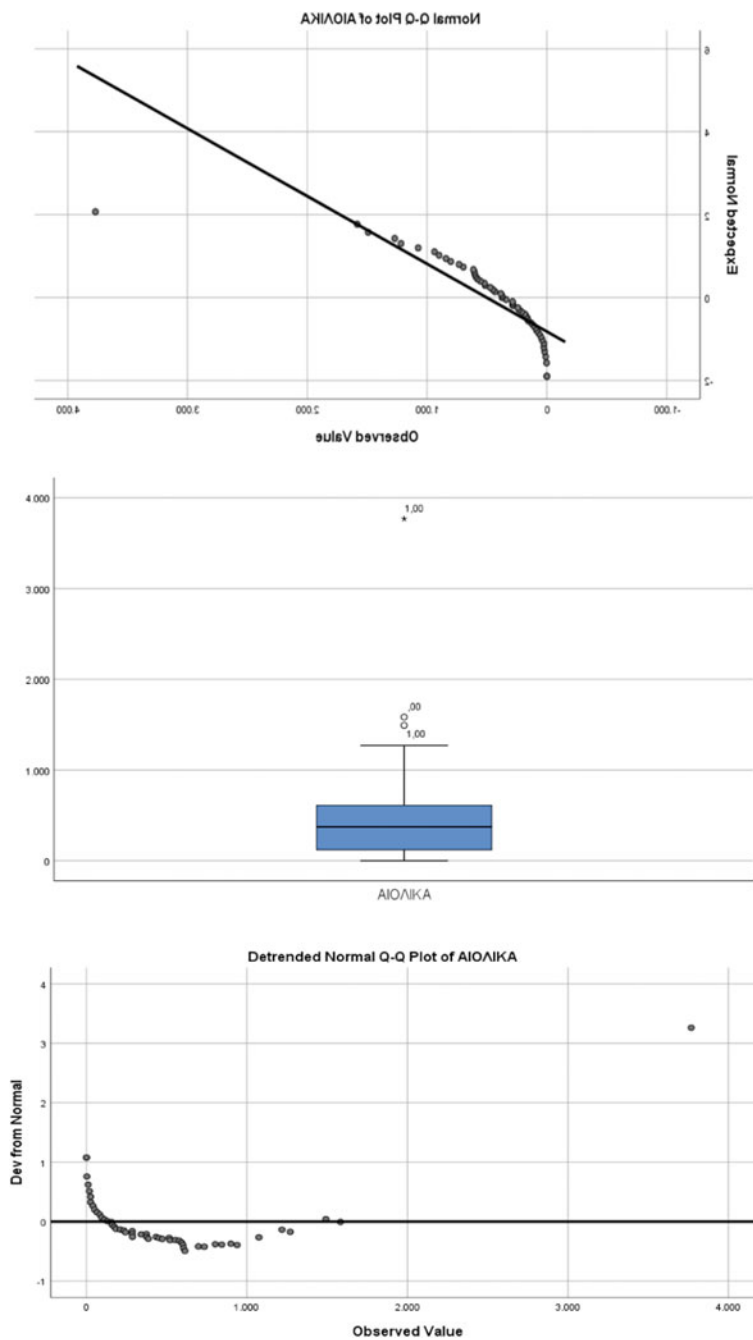 Normal Q-Q Plot of ΑΙΟΛΙΚΑ
6
4
2
0
-2
Expected Normal
4.000 3.000 2.000 1.000 0 -1.000
Observed Value
4.000
3.000
2.000
1.000
0
1,00
,00
1,00
ΑΙΟΛΙΚΑ
Detrended Normal Q-Q Plot of ΑΙΟΛΙΚΑ
Dev from Normal
4
3
2
1
0
-1
0 1.000 2.000 3.000 4.000
Observed Value